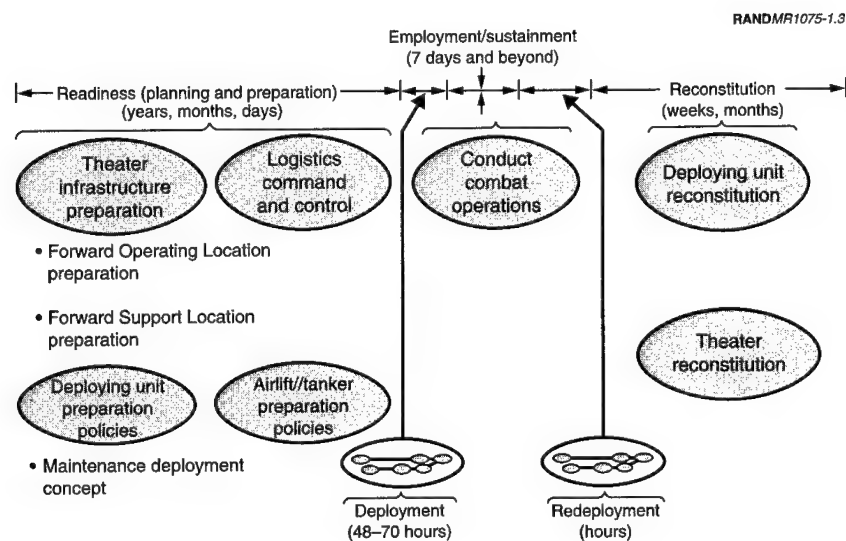 RANDMR1075-1.3
Employment/sustainment
(7 days and beyond)
Readiness (planning and preparation)
(years, months, days)
Reconstitution
(weeks, months)
Theater
infrastructure
preparation
Logistics
command
and control
Conduct
combat
operations
Deploying unit
reconstitution
• Forward Operating Location
preparation
• Forward Support Location
preparation
Theater
reconstitution
Deploying unit
preparation
policies
Airlift//tanker
preparation
policies
• Maintenance deployment
concept
Deployment
(48–70 hours)
Redeployment
(hours)